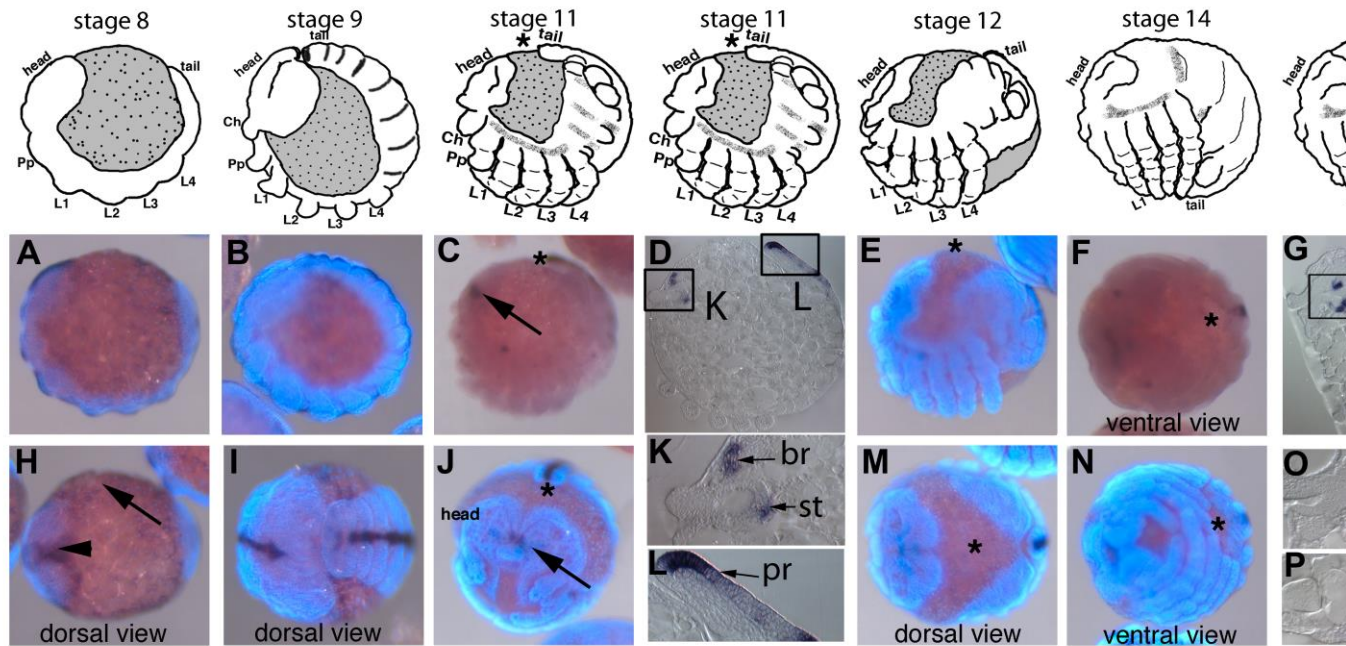 stage 8
stage 9
stage 11
stage 11
stage 12
stage 14
head
tail
Pp
L1
L2
L3
L4
head
tail
Ch
Pp
L1
L2
L3
L4
* tail
head
Ch
Pp
L1
L2
L3
L4
* tail
head
Ch
Pp
L1
L2
L3
L4
tail
head
L1
L2
L3
L4
head
L1
tail
head
A
B
C
*
D
K
L
E
*
F
*
ventral view
G
H
dorsal view
I
dorsal view
J
*
head
K
br
st
L
pr
M
*
dorsal view
N
*
ventral view
O
P